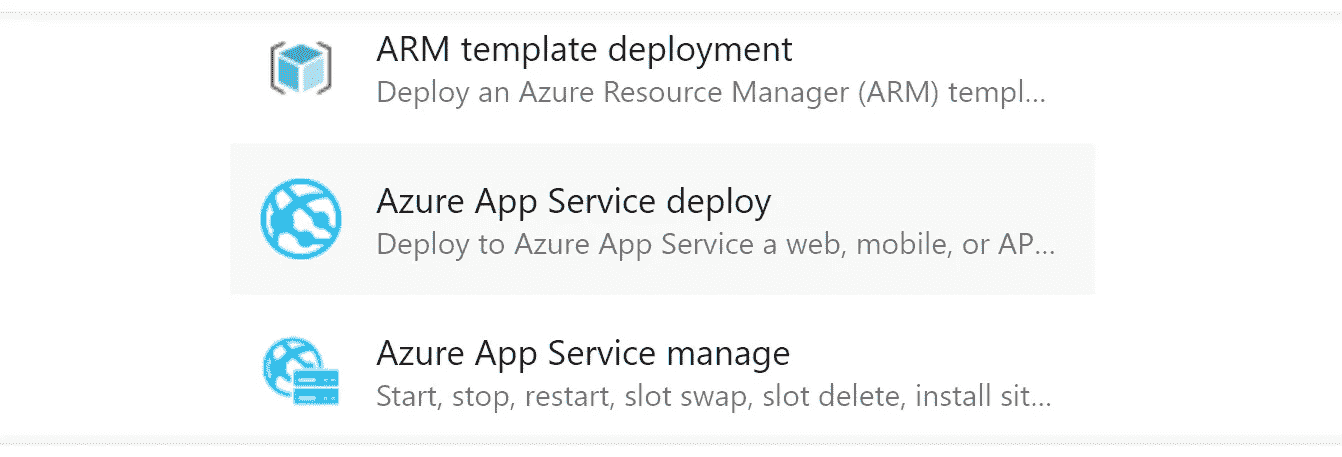 ARM template deployment
Deploy an Azure Resource Manager (ARM) templ...
Azure App Service deploy
Deploy to Azure App Service a web, mobile, or AP...
Azure App Service manage
Start, stop, restart, slot swap, slot delete, install sit...